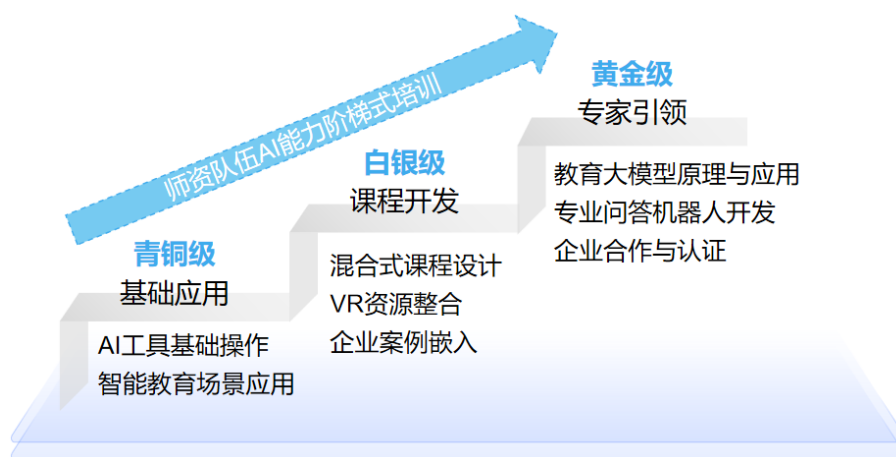 师资队伍AI能力阶梯式培训
青铜级
基础应用
AI工具基础操作
智能教育场景应用
白银级
课程开发
混合式课程设计
VR资源整合
企业案例嵌入
黄金级
专家引领
教育大模型原理与应用
专业问答机器人开发
企业合作与认证